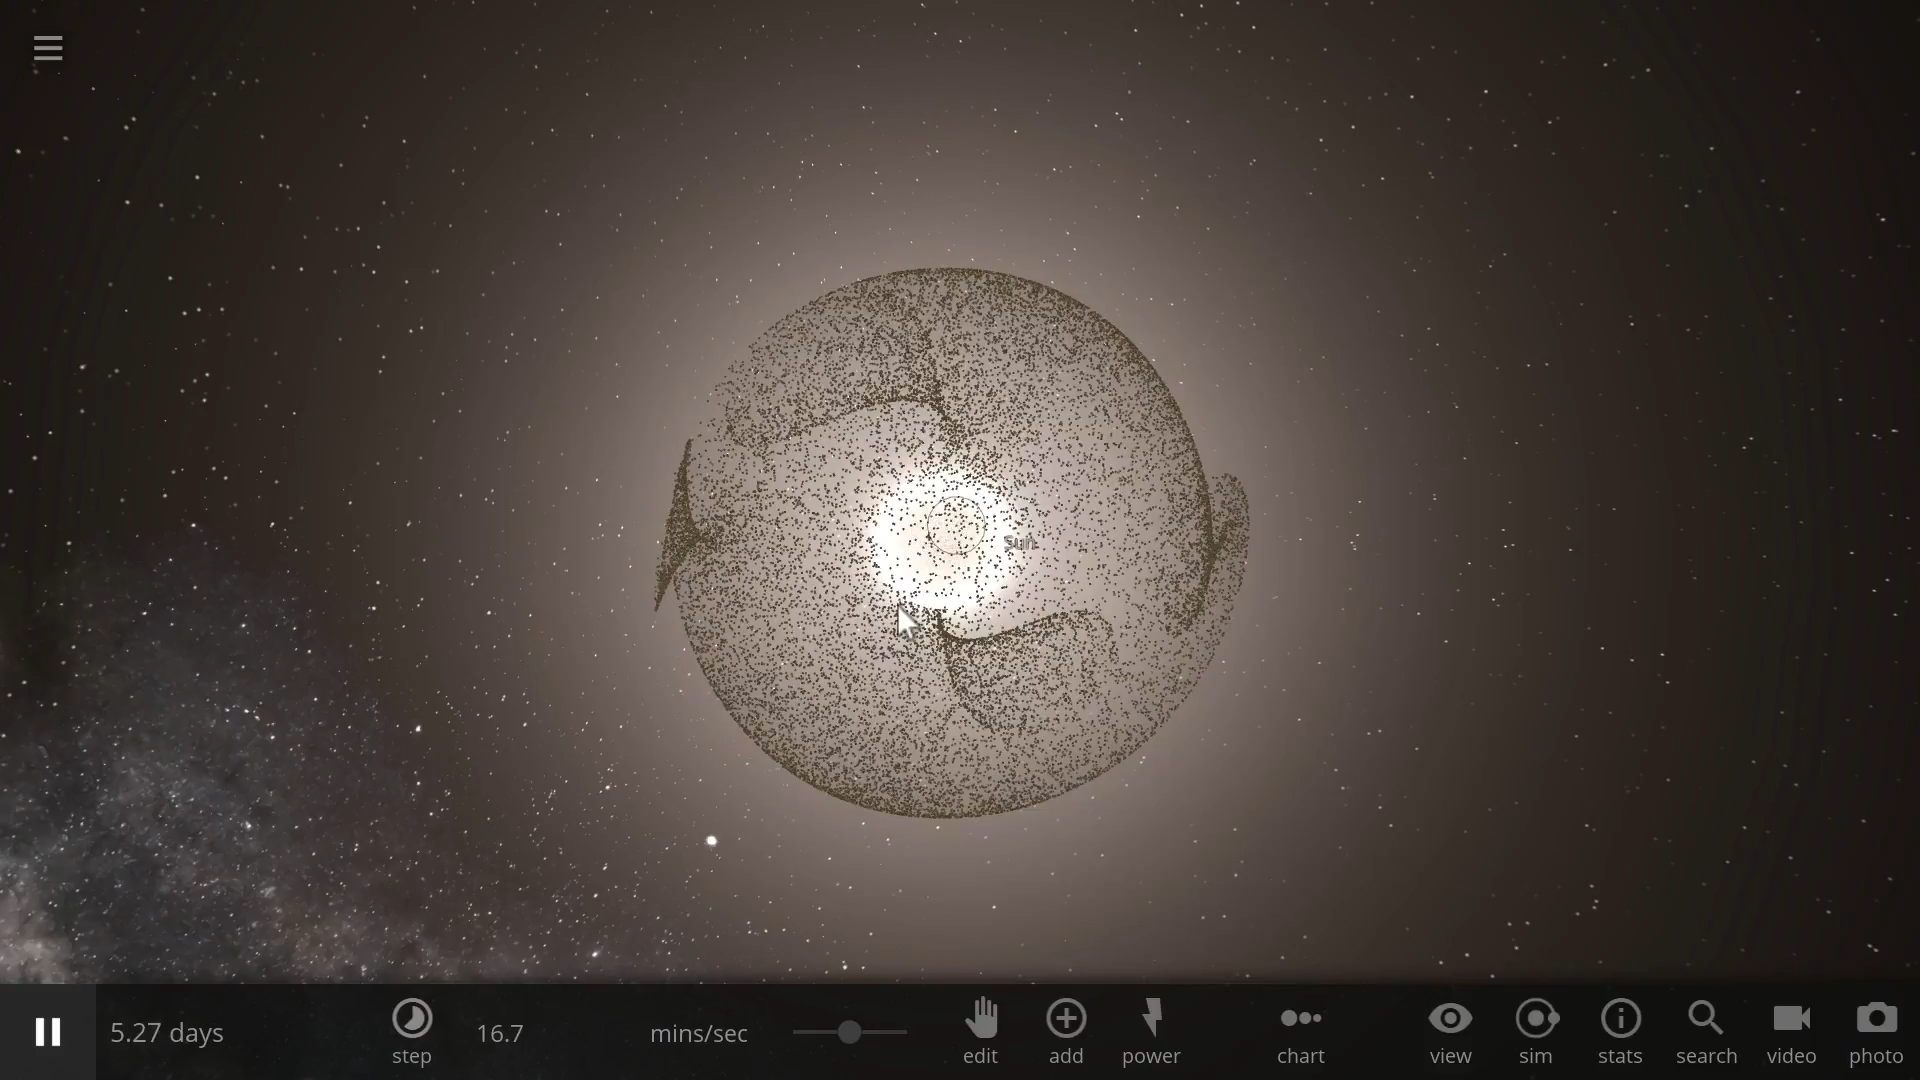 Sun
5.27 days
step
16.7
mins/sec
edit
add
power
chart
view
sim
stats
search
video
photo